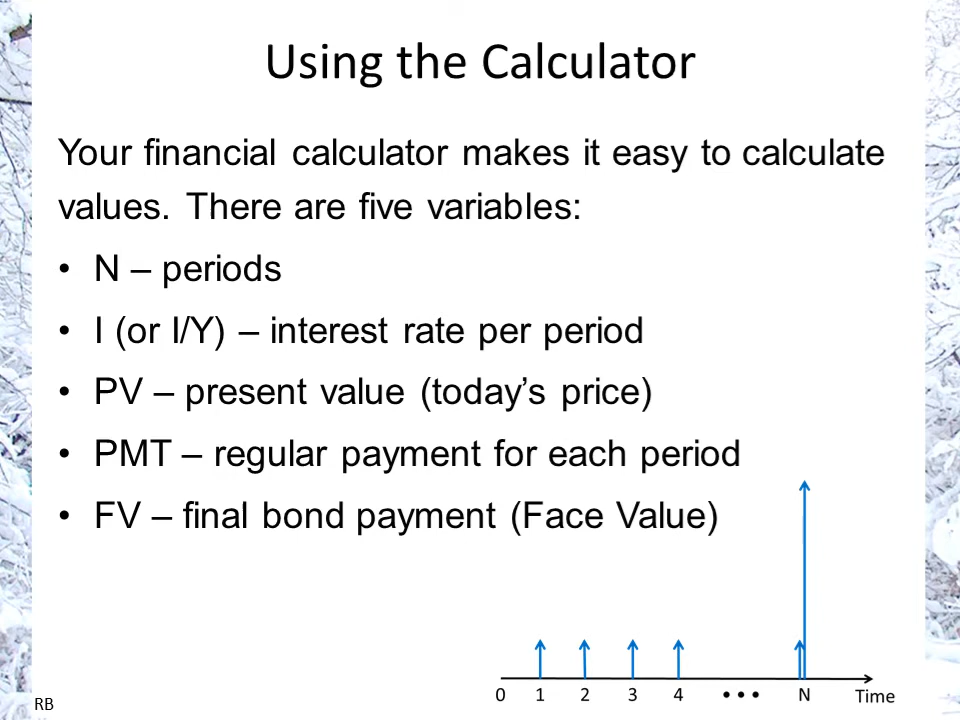 Using the Calculator
Your financial calculator makes it easy to calculate
values. There are five variables:
• N – periods
• I (or I/Y) – interest rate per period
• PV – present value (today’s price)
• PMT – regular payment for each period
• FV – final bond payment (Face Value)
0 1 2 3 4 • • • N Time
RB